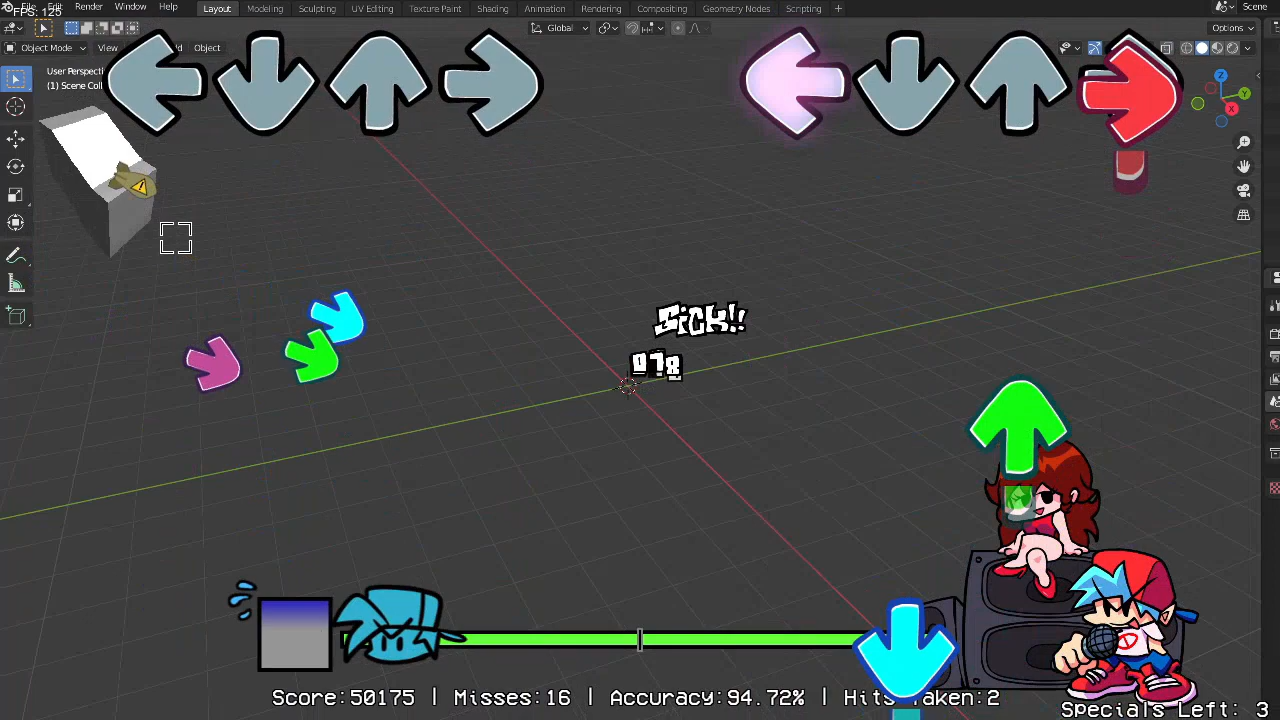 FPS: 125
File Edit Render Window Help Layout Modeling Sculpting UV Editing Texture Paint Shading Animation Rendering Compositing Geometry Nodes Scripting + Scene
Global Options
Object Mode View Object
User Perspecti
(1) Scene Coll
Z
Y
X
SiCK!!
078
Score:50175 | Misses:16 | Accuracy:94.72% | Hits Taken:2
Specials Left: 3